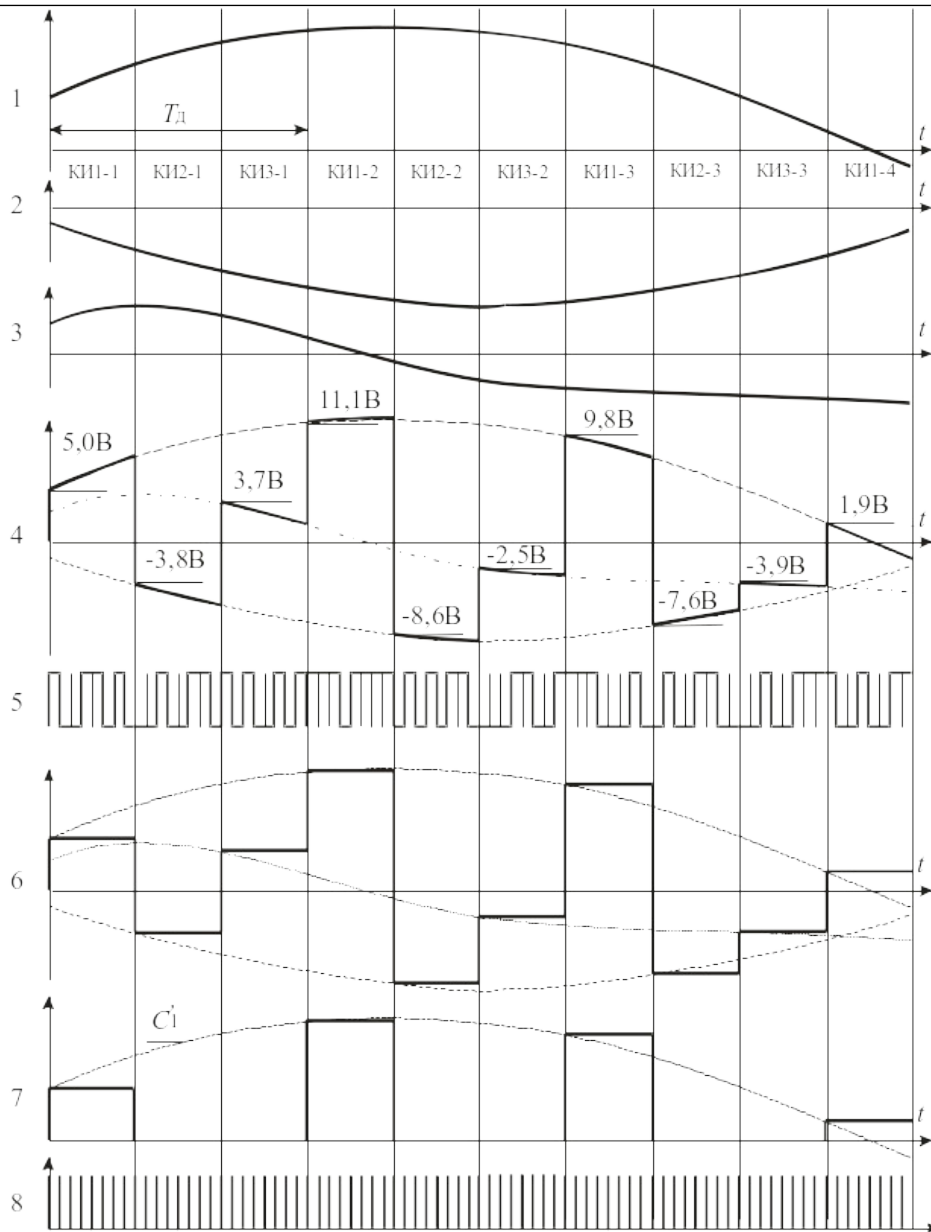 1
T_Д
t
КИ1-1 КИ2-1 КИ3-1 КИ1-2 КИ2-2 КИ3-2 КИ1-3 КИ2-3 КИ3-3 КИ1-4
2
t
3
t
11,1В
9,8В
5,0В
3,7В
1,9В
4
t
-3,8В
-2,5В
-3,9В
-8,6В
-7,6В
5
6
t
C'1
7
t
8